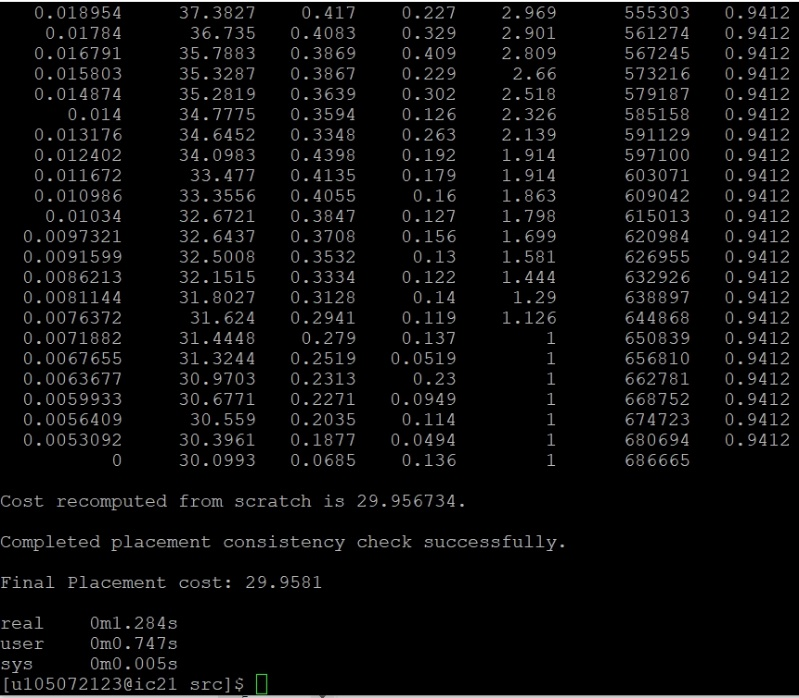 0.018954 37.3827 0.417 0.227 2.969 555303 0.9412
0.01784 36.735 0.4083 0.329 2.901 561274 0.9412
0.016791 35.7883 0.3869 0.409 2.809 567245 0.9412
0.015803 35.3287 0.3867 0.229 2.66 573216 0.9412
0.014874 35.2819 0.3639 0.302 2.518 579187 0.9412
0.014 34.7775 0.3594 0.126 2.326 585158 0.9412
0.013176 34.6452 0.3348 0.263 2.139 591129 0.9412
0.012402 34.0983 0.4398 0.192 1.914 597100 0.9412
0.011672 33.477 0.4135 0.179 1.914 603071 0.9412
0.010986 33.3556 0.4055 0.16 1.863 609042 0.9412
0.01034 32.6721 0.3847 0.127 1.798 615013 0.9412
0.0097321 32.6437 0.3708 0.156 1.699 620984 0.9412
0.0091599 32.5008 0.3532 0.13 1.581 626955 0.9412
0.0086213 32.1515 0.3334 0.122 1.444 632926 0.9412
0.0081144 31.8027 0.3128 0.14 1.29 638897 0.9412
0.0076372 31.624 0.2941 0.119 1.126 644868 0.9412
0.0071882 31.4448 0.279 0.137 1 650839 0.9412
0.0067655 31.3244 0.2519 0.0519 1 656810 0.9412
0.0063677 30.9703 0.2313 0.23 1 662781 0.9412
0.0059933 30.6771 0.2271 0.0949 1 668752 0.9412
0.0056409 30.559 0.2035 0.114 1 674723 0.9412
0.0053092 30.3961 0.1877 0.0494 1 680694 0.9412
0 30.0993 0.0685 0.136 1 686665
Cost recomputed from scratch is 29.956734.
Completed placement consistency check successfully.
Final Placement cost: 29.9581
real 0m1.284s
user 0m0.747s
sys 0m0.005s
[u105072123@ic21 src]$